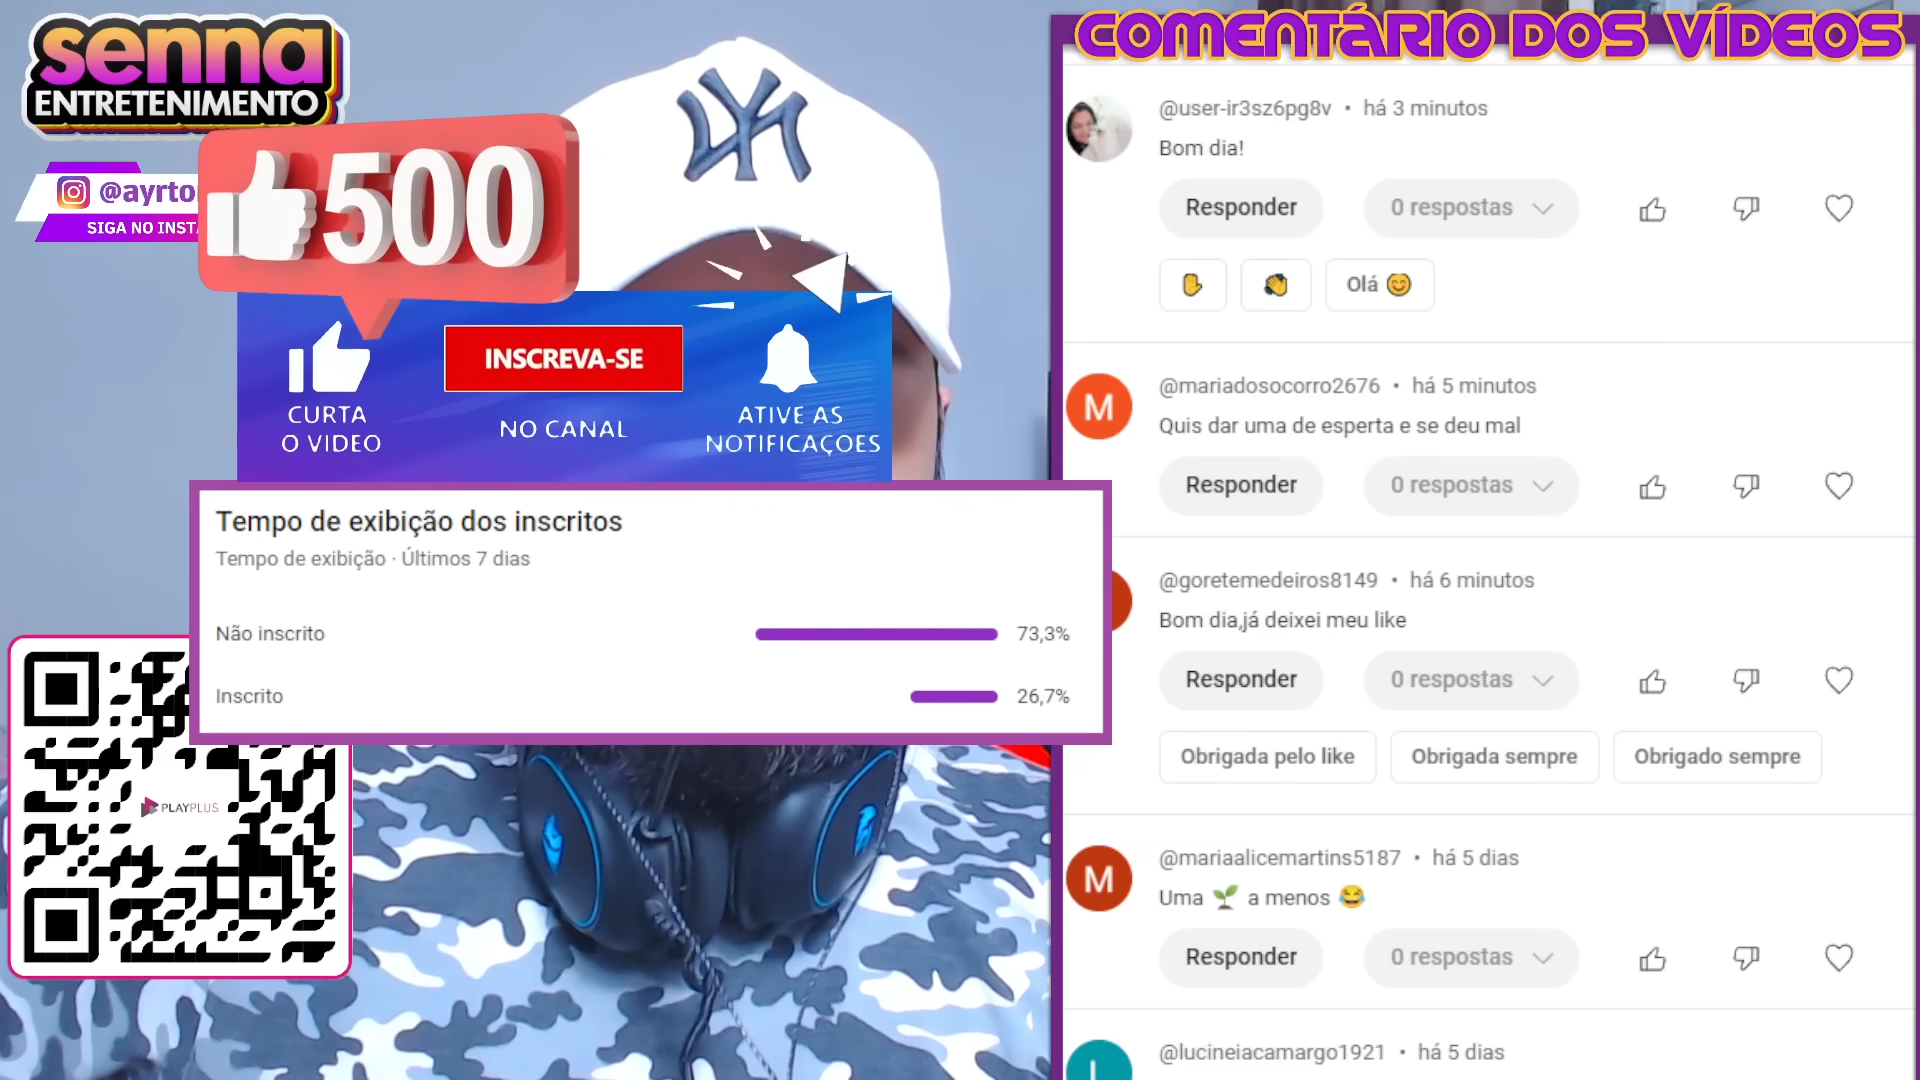 senna
ENTRETENIMENTO
@ayrto
SIGA NO INSTA
500
CURTA
O VIDEO
INSCREVA-SE
NO CANAL
ATIVE AS
NOTIFICAÇOES
Tempo de exibição dos inscritos
Tempo de exibição · Últimos 7 dias
Não inscrito 73,3%
Inscrito 26,7%
PLAYPLUS
COMENTÁRIO DOS VÍDEOS
@user-ir3sz6pg8v • há 3 minutos
Bom dia!
Responder 0 respostas
✋ 👏 Olá 😊
M
@mariadosocorro2676 • há 5 minutos
Quis dar uma de esperta e se deu mal
Responder 0 respostas
@goretemedeiros8149 • há 6 minutos
Bom dia,já deixei meu like
Responder 0 respostas
Obrigada pelo like Obrigada sempre Obrigado sempre
M
@mariaalicemartins5187 • há 5 dias
Uma 🌱 a menos 😂
Responder 0 respostas
L
@lucineiacamargo1921 • há 5 dias
NY